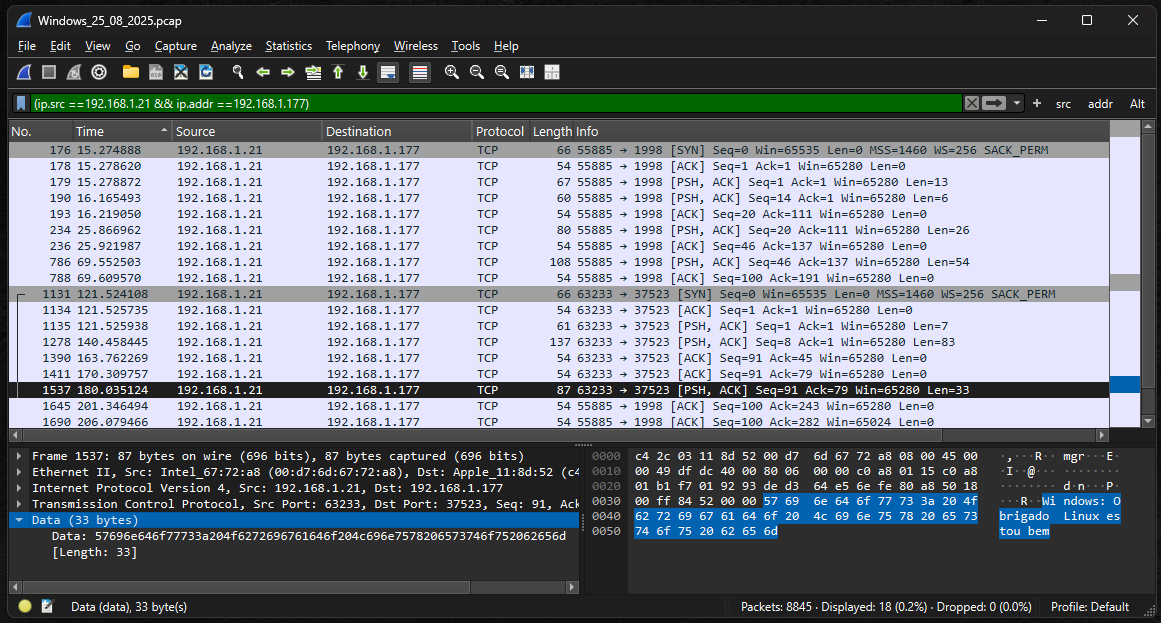 Windows_25_08_2025.pcap
File Edit View Go Capture Analyze Statistics Telephony Wireless Tools Help
(ip.src ==192.168.1.21 && ip.addr ==192.168.1.177) + src addr Alt
No. Time Source Destination Protocol Length Info
176 15.274888 192.168.1.21 192.168.1.177 TCP 66 55885 → 1998 [SYN] Seq=0 Win=65535 Len=0 MSS=1460 WS=256 SACK_PERM
178 15.278620 192.168.1.21 192.168.1.177 TCP 54 55885 → 1998 [ACK] Seq=1 Ack=1 Win=65280 Len=0
179 15.278872 192.168.1.21 192.168.1.177 TCP 67 55885 → 1998 [PSH, ACK] Seq=1 Ack=1 Win=65280 Len=13
190 16.165493 192.168.1.21 192.168.1.177 TCP 60 55885 → 1998 [PSH, ACK] Seq=14 Ack=1 Win=65280 Len=6
193 16.219050 192.168.1.21 192.168.1.177 TCP 54 55885 → 1998 [ACK] Seq=20 Ack=111 Win=65280 Len=0
234 25.866962 192.168.1.21 192.168.1.177 TCP 80 55885 → 1998 [PSH, ACK] Seq=20 Ack=111 Win=65280 Len=26
236 25.921987 192.168.1.21 192.168.1.177 TCP 54 55885 → 1998 [ACK] Seq=46 Ack=137 Win=65280 Len=0
786 69.552503 192.168.1.21 192.168.1.177 TCP 108 55885 → 1998 [PSH, ACK] Seq=46 Ack=137 Win=65280 Len=54
788 69.609570 192.168.1.21 192.168.1.177 TCP 54 55885 → 1998 [ACK] Seq=100 Ack=191 Win=65280 Len=0
1131 121.524108 192.168.1.21 192.168.1.177 TCP 66 63233 → 37523 [SYN] Seq=0 Win=65535 Len=0 MSS=1460 WS=256 SACK_PERM
1134 121.525735 192.168.1.21 192.168.1.177 TCP 54 63233 → 37523 [ACK] Seq=1 Ack=1 Win=65280 Len=0
1135 121.525938 192.168.1.21 192.168.1.177 TCP 61 63233 → 37523 [PSH, ACK] Seq=1 Ack=1 Win=65280 Len=7
1278 140.458445 192.168.1.21 192.168.1.177 TCP 137 63233 → 37523 [PSH, ACK] Seq=8 Ack=1 Win=65280 Len=83
1390 163.762269 192.168.1.21 192.168.1.177 TCP 54 63233 → 37523 [ACK] Seq=91 Ack=45 Win=65280 Len=0
1411 170.309757 192.168.1.21 192.168.1.177 TCP 54 63233 → 37523 [ACK] Seq=91 Ack=79 Win=65280 Len=0
1537 180.035124 192.168.1.21 192.168.1.177 TCP 87 63233 → 37523 [PSH, ACK] Seq=91 Ack=79 Win=65280 Len=33
1645 201.346494 192.168.1.21 192.168.1.177 TCP 54 55885 → 1998 [ACK] Seq=100 Ack=243 Win=65280 Len=0
1690 206.079466 192.168.1.21 192.168.1.177 TCP 54 55885 → 1998 [ACK] Seq=100 Ack=282 Win=65024 Len=0
Frame 1537: 87 bytes on wire (696 bits), 87 bytes captured (696 bits)
Ethernet II, Src: Intel_67:72:a8 (00:d7:6d:67:72:a8), Dst: Apple_11:8d:52 (c4
Internet Protocol Version 4, Src: 192.168.1.21, Dst: 192.168.1.177
Transmission Control Protocol, Src Port: 63233, Dst Port: 37523, Seq: 91, Ack
Data (33 bytes)
Data: 57696e646f77733a204f6272696761646f204c696e7578206573746f752062656d
[Length: 33]
0000 c4 2c 03 11 8d 52 00 d7 6d 67 72 a8 08 00 45 00 ·,···R·· mgr···E·
0010 00 49 df dc 40 00 80 06 00 00 c0 a8 01 15 c0 a8 ·I··@··· ········
0020 01 b1 f7 01 92 93 de d3 64 e5 6e fe 80 a8 50 18 ········ d·n···P·
0030 00 ff 84 52 00 00 57 69 6e 64 6f 77 73 3a 20 4f ···R··Wi ndows: O
0040 62 72 69 67 61 64 6f 20 4c 69 6e 75 78 20 65 73 brigado Linux es
0050 74 6f 75 20 62 65 6d tou bem
Data (data), 33 byte(s) Packets: 8845 · Displayed: 18 (0.2%) · Dropped: 0 (0.0%) Profile: Default